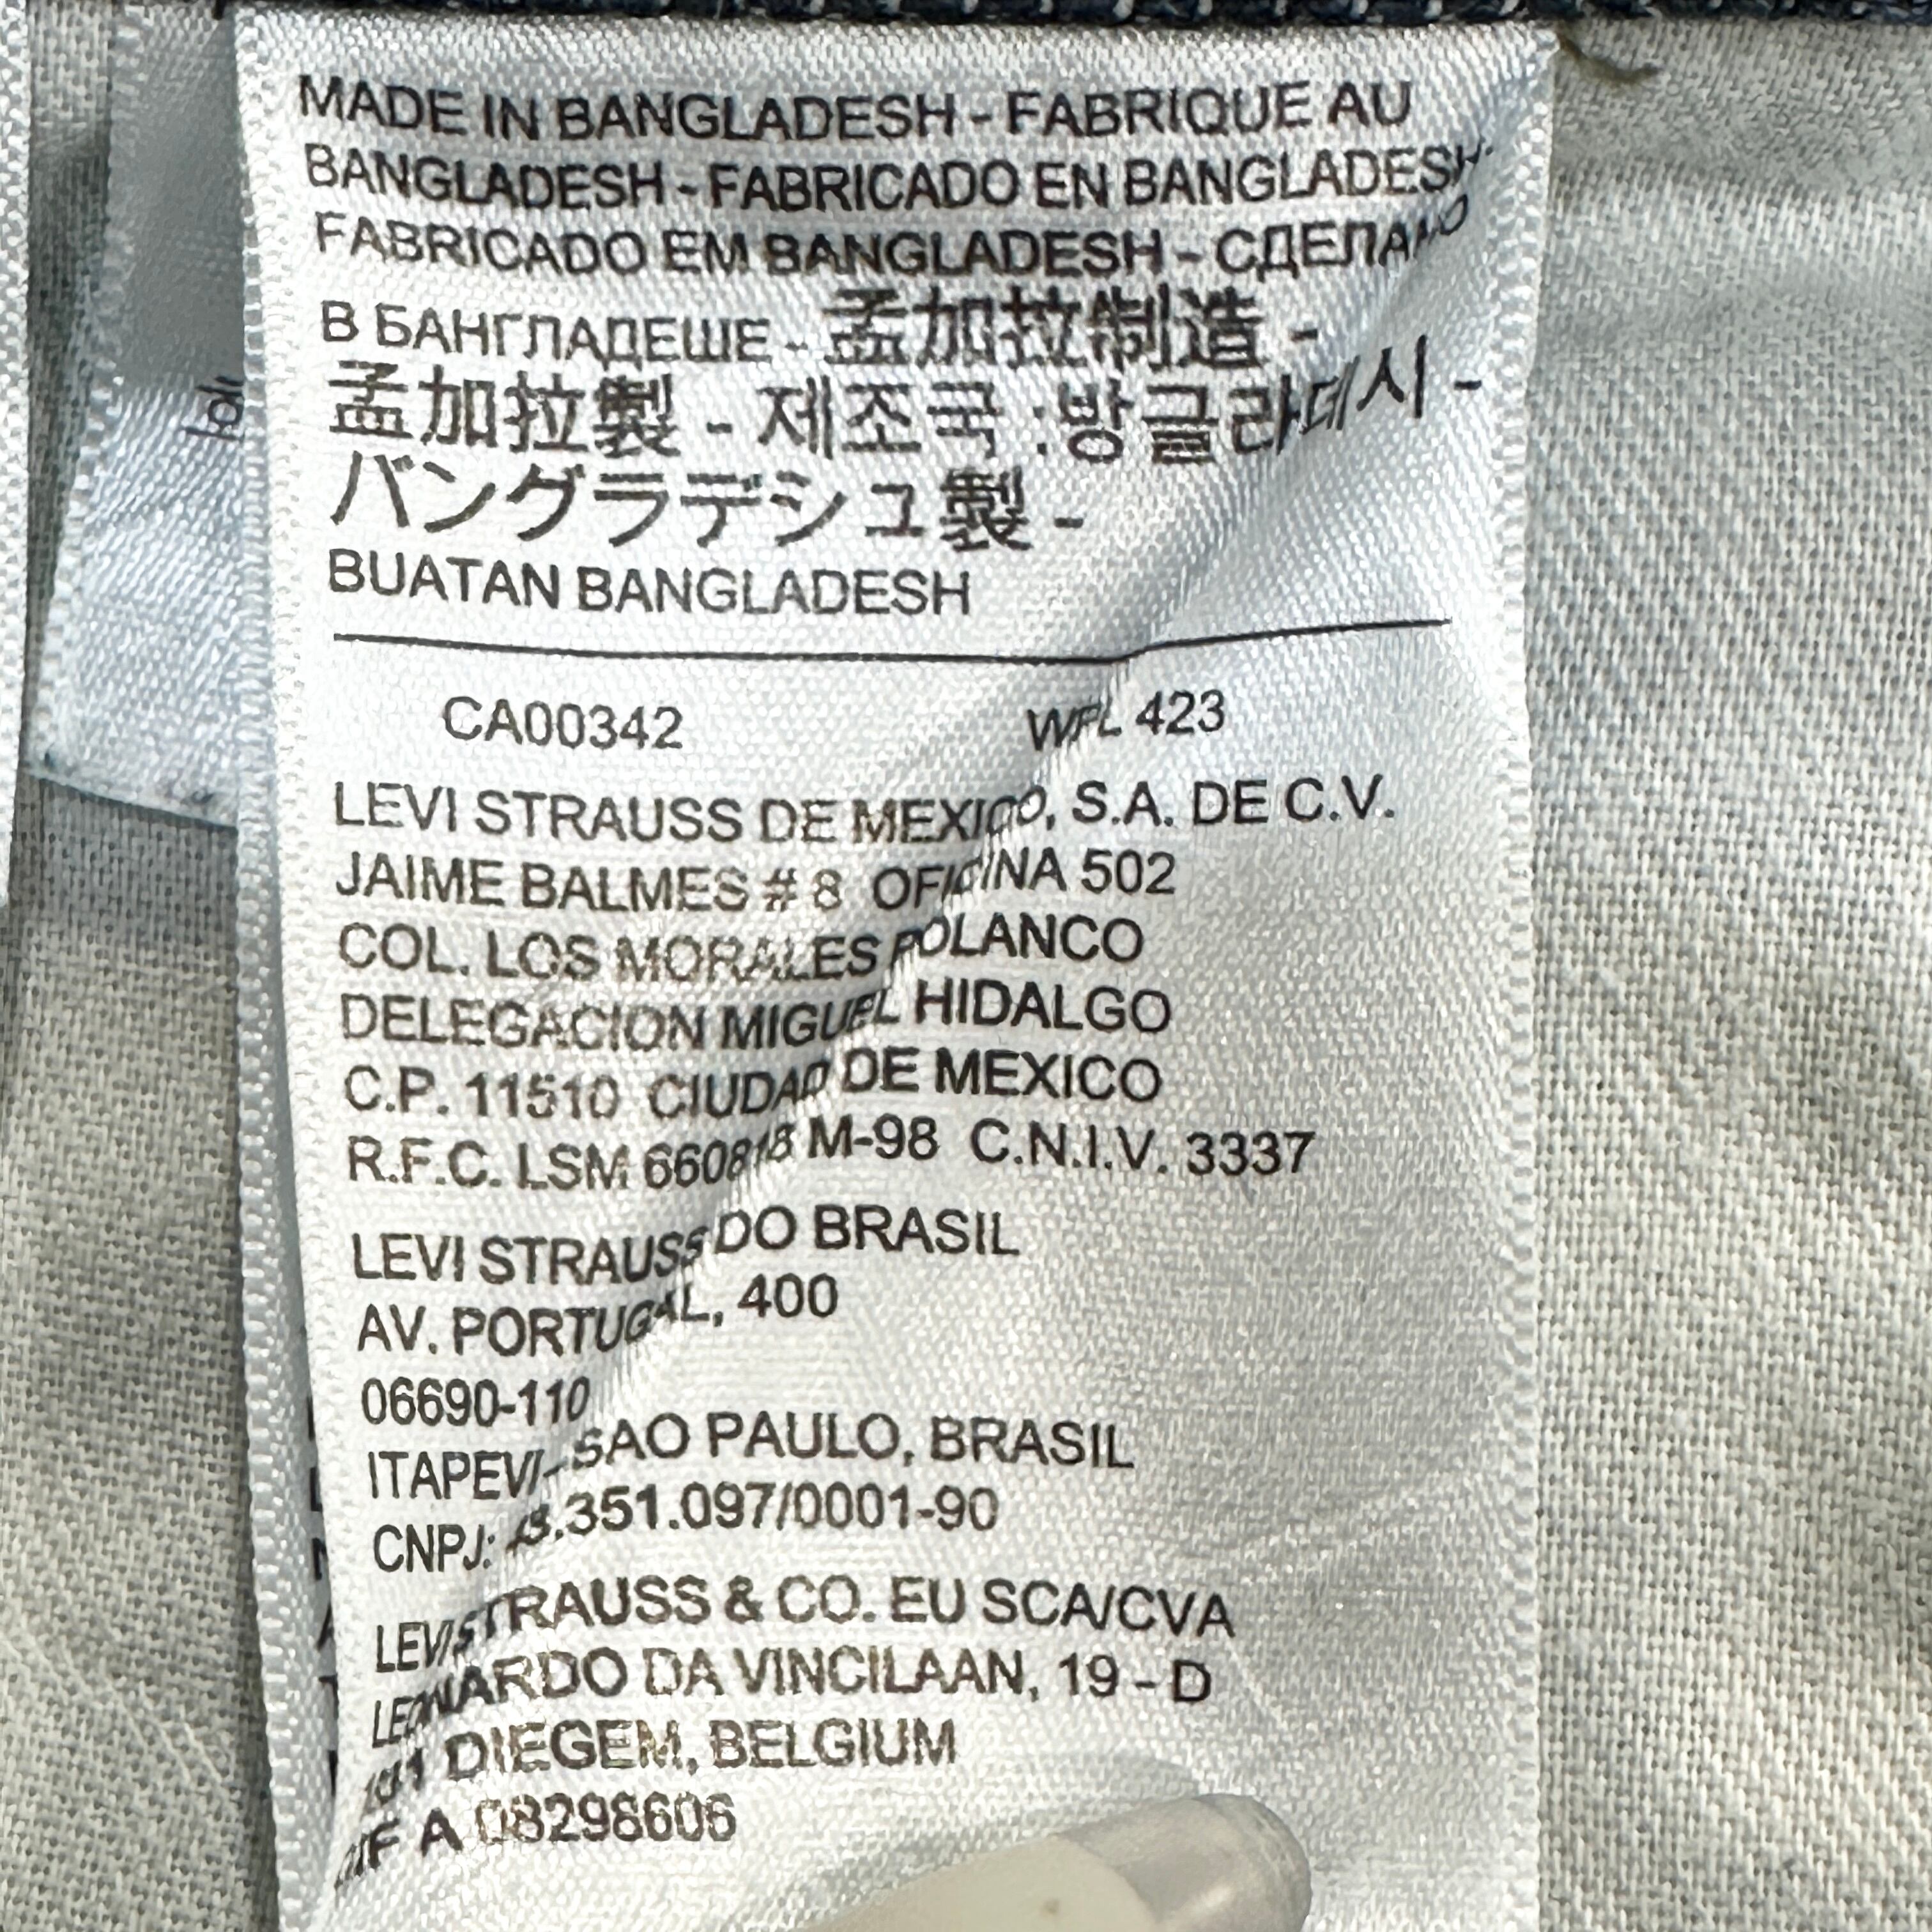 MADE IN BANGLADESH - FABRIQUE AU
BANGLADESH - FABRICADO EN BANGLADESH-
FABRICADO EM BANGLADESH - СДЕЛАНО
В БАНГЛАДЕШЕ - 孟加拉制造 -
孟加拉製 - 제조국 :방글라데시 -
バングラデシュ製 -
BUATAN BANGLADESH
CA00342 WPL 423
LEVI STRAUSS DE MEXICO, S.A. DE C.V.
JAIME BALMES # 8 OFICINA 502
COL. LOS MORALES POLANCO
DELEGACION MIGUEL HIDALGO
C.P. 11510 CIUDAD DE MEXICO
R.F.C. LSM 660818 M-98 C.N.I.V. 3337
LEVI STRAUSS DO BRASIL
AV. PORTUGAL, 400
06690-110
ITAPEVI- SAO PAULO, BRASIL
CNPJ:
LEVI STRAUSS & CO. EU SCA/CVA
LEONARDO DA VINCILAAN, 19 - D
DIEGEM, BELGIUM
A 08298606